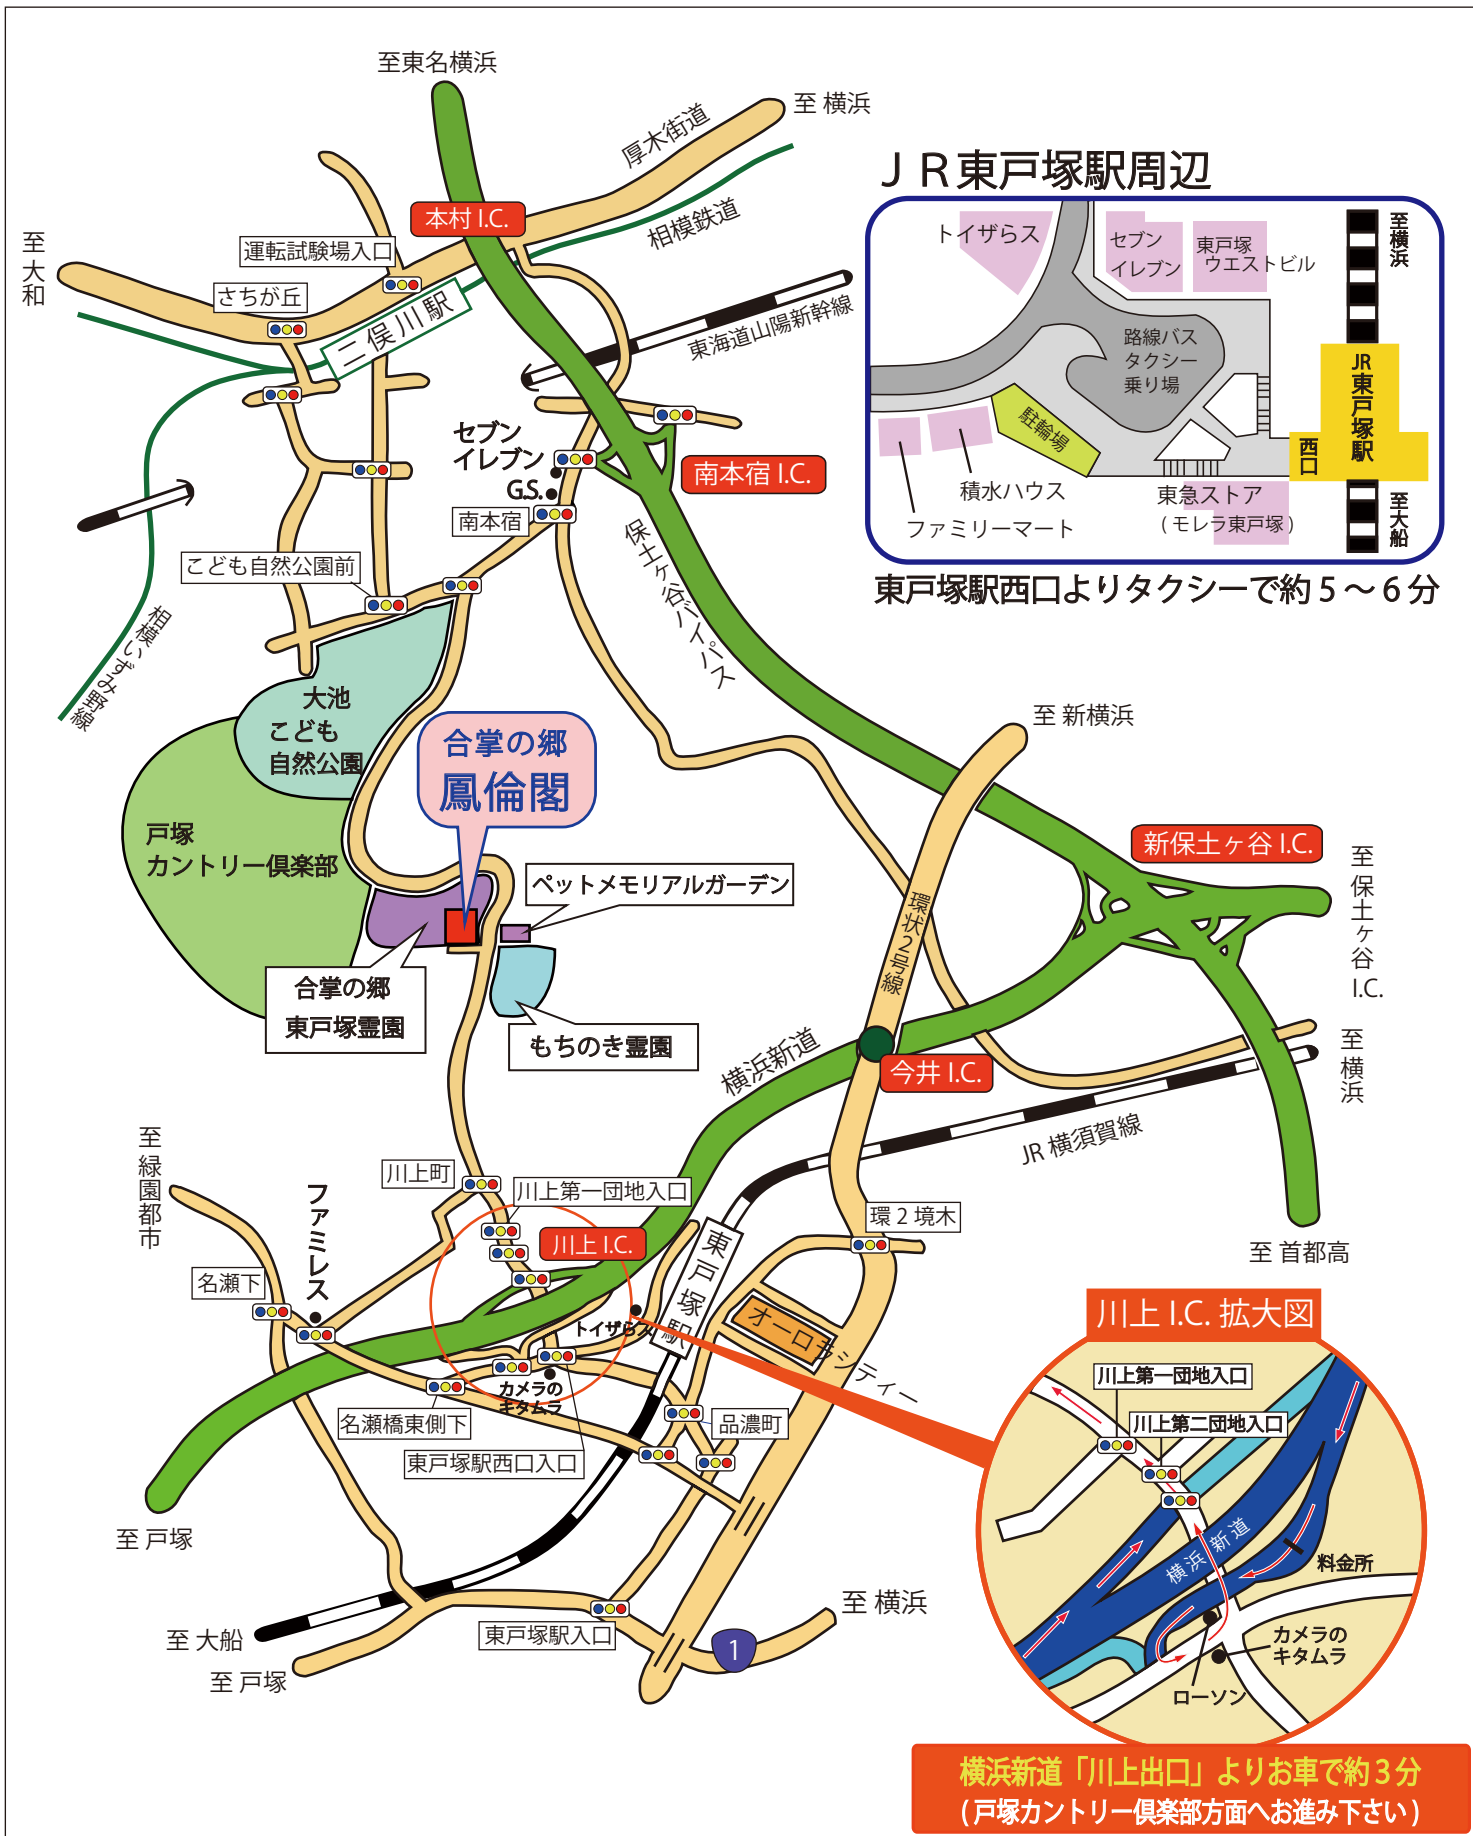 至東名横浜
至 横浜
厚木街道
相模鉄道
本村 I.C.
運転試験場入口
至大和
さちが丘
二俣川駅
東海道山陽新幹線
セブン
イレブン
G.S.
南本宿 I.C.
南本宿
こども自然公園前
保土ヶ谷バイパス
相模いずみ野線
大池
こども
自然公園
合掌の郷
鳳倫閣
戸塚
カントリー倶楽部
ペットメモリアルガーデン
合掌の郷
東戸塚霊園
もちのき霊園
至 新横浜
新保土ヶ谷 I.C.
至保土ヶ谷 I.C.
環状2号線
横浜新道
今井 I.C.
至横浜
JR 横須賀線
至 首都高
至緑園都市
川上町
川上第一団地入口
川上 I.C.
環 2 境木
ファミレス
名瀬下
東戸塚駅
トイザらス
オーロラシティー
カメラの
キタムラ
名瀬橋東側下
東戸塚駅西口入口
品濃町
至 戸塚
至 大船
至 戸塚
東戸塚駅入口
1
至 横浜
JR東戸塚駅周辺
トイザらス
セブン
イレブン
東戸塚
ウエストビル
至横浜
路線バス
タクシー
乗り場
JR東戸塚駅
西口
駐輪場
積水ハウス
ファミリーマート
東急ストア
( モレラ東戸塚 )
至大船
東戸塚駅西口よりタクシーで約 5 〜 6 分
川上 I.C. 拡大図
川上第一団地入口
川上第二団地入口
横浜新道
料金所
カメラの
キタムラ
ローソン
横浜新道「川上出口」よりお車で約 3 分
( 戸塚カントリー倶楽部方面へお進み下さい )